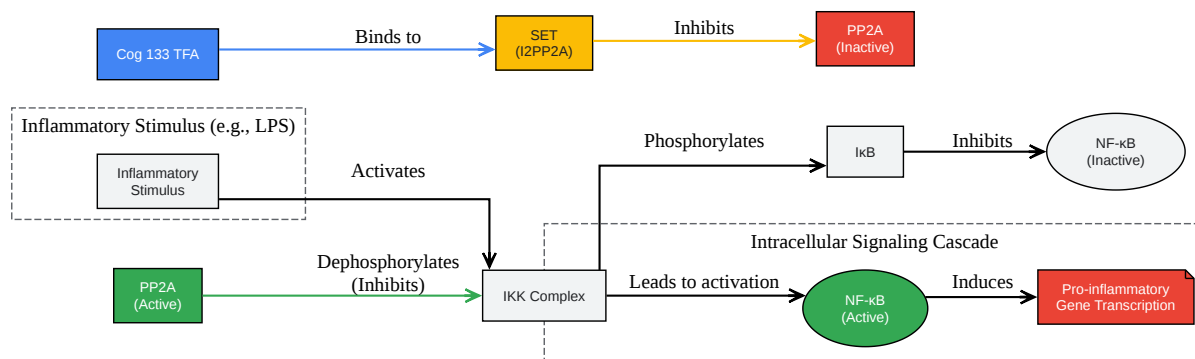 Cog 133 TFA
Binds to
SET
(I2PP2A)
Inhibits
PP2A
(Inactive)
Inflammatory Stimulus (e.g., LPS)
Inflammatory
Stimulus
Activates
Phosphorylates
IκB
Inhibits
NF-κB
(Inactive)
Intracellular Signaling Cascade
PP2A
(Active)
Dephosphorylates
(Inhibits)
IKK Complex
Leads to activation
NF-κB
(Active)
Induces
Pro-inflammatory
Gene Transcription